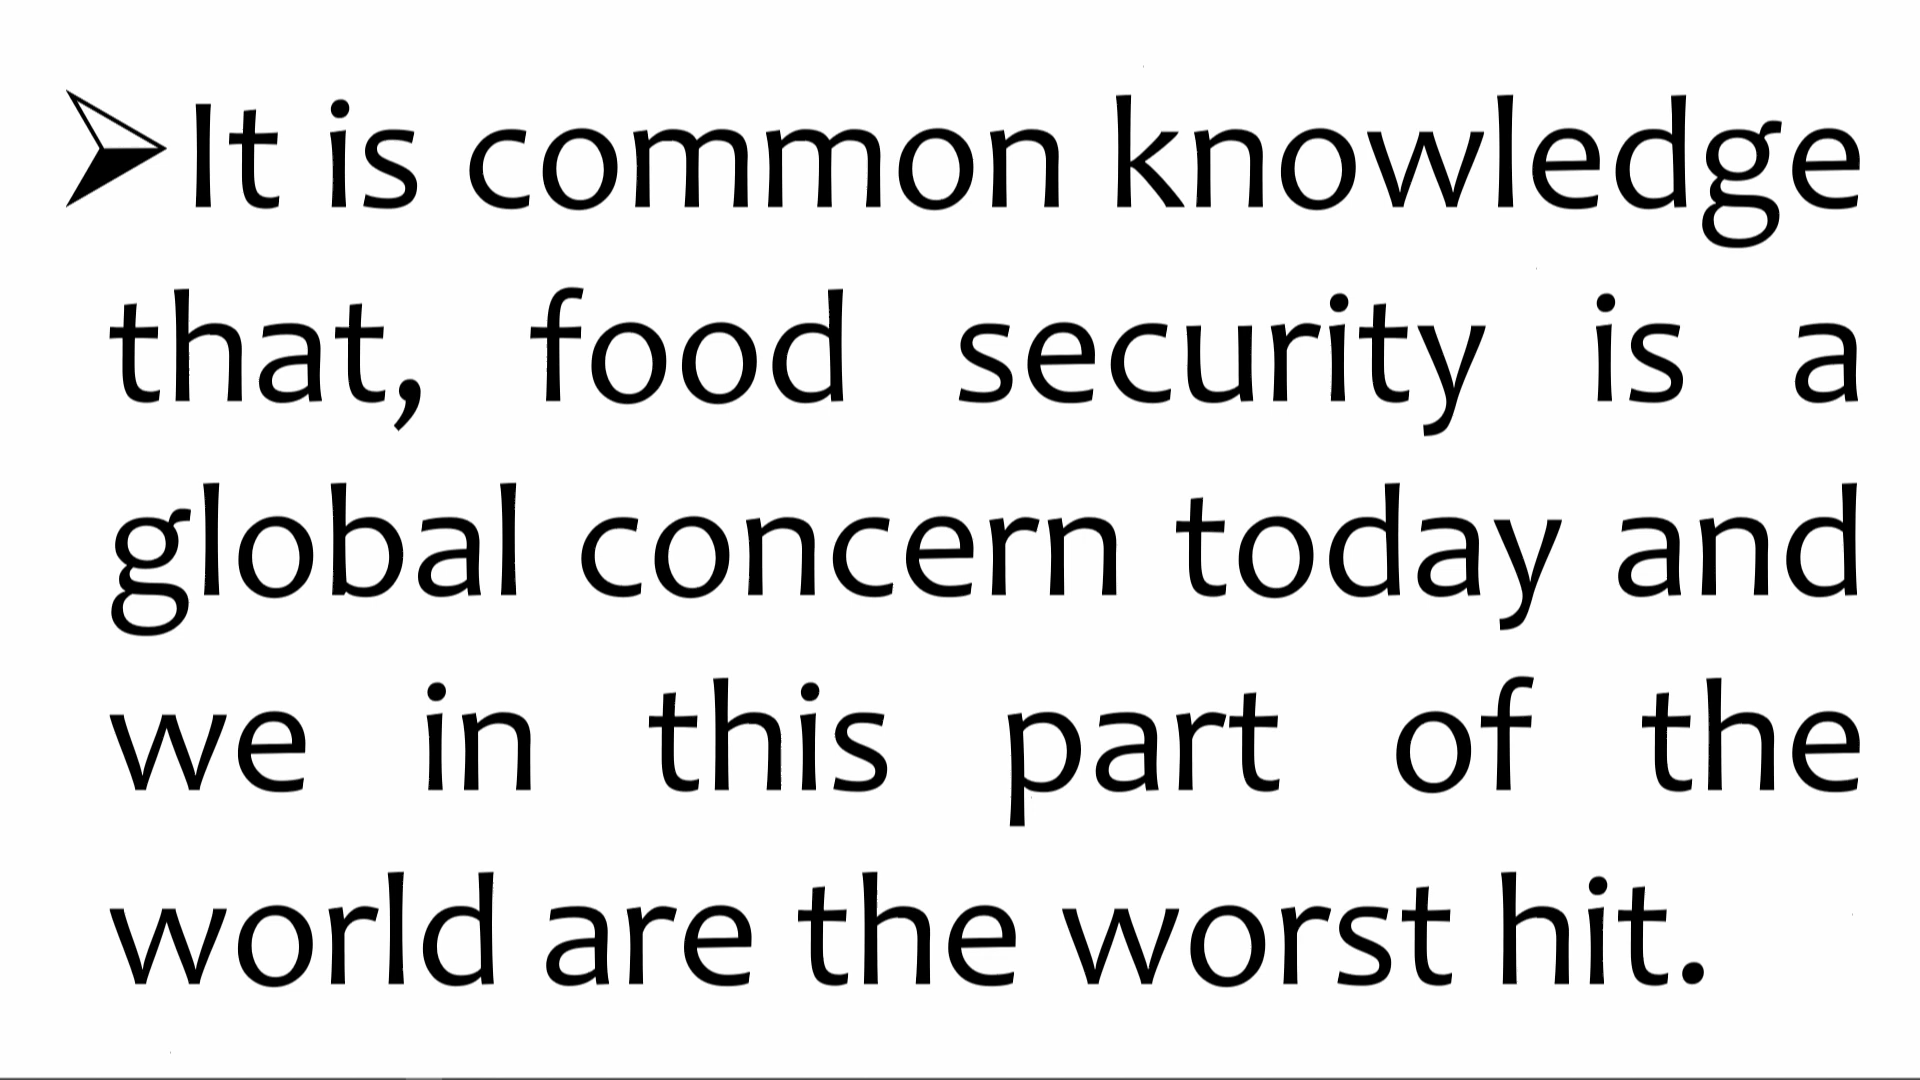 ➢It is common knowledge
that, food security is a
global concern today and
we in this part of the
world are the worst hit.